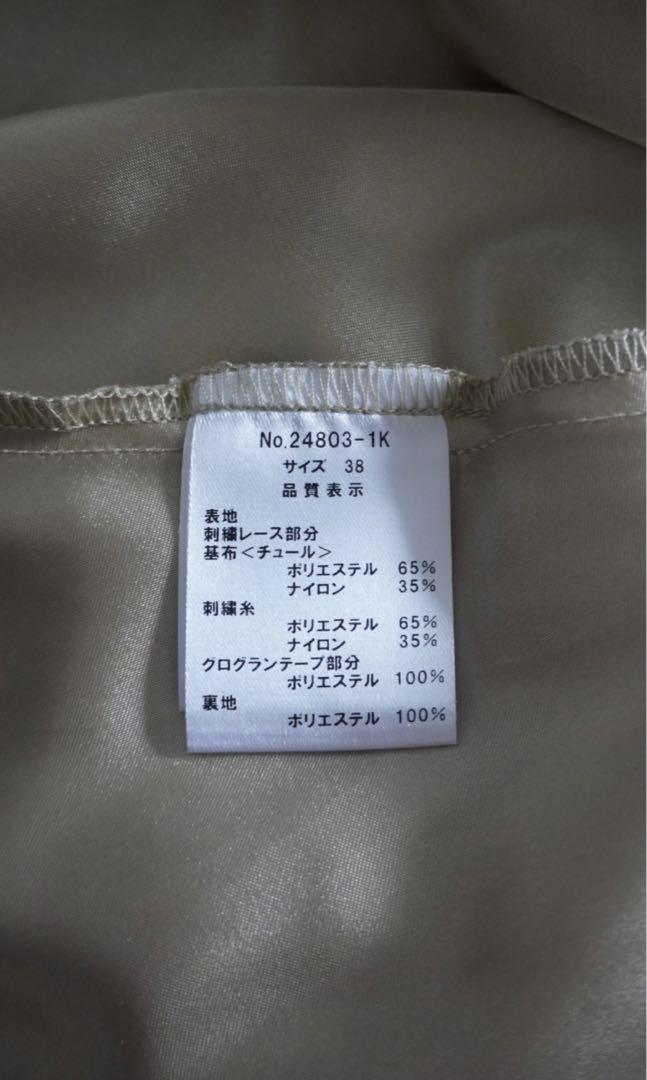 No.24803-1K
サイズ 38
品質表示
表地
刺繍レース部分
基布＜チュール＞
ポリエステル 65%
ナイロン 35%
刺繍糸
ポリエステル 65%
ナイロン 35%
グログランテープ部分
ポリエステル 100%
裏地
ポリエステル 100%